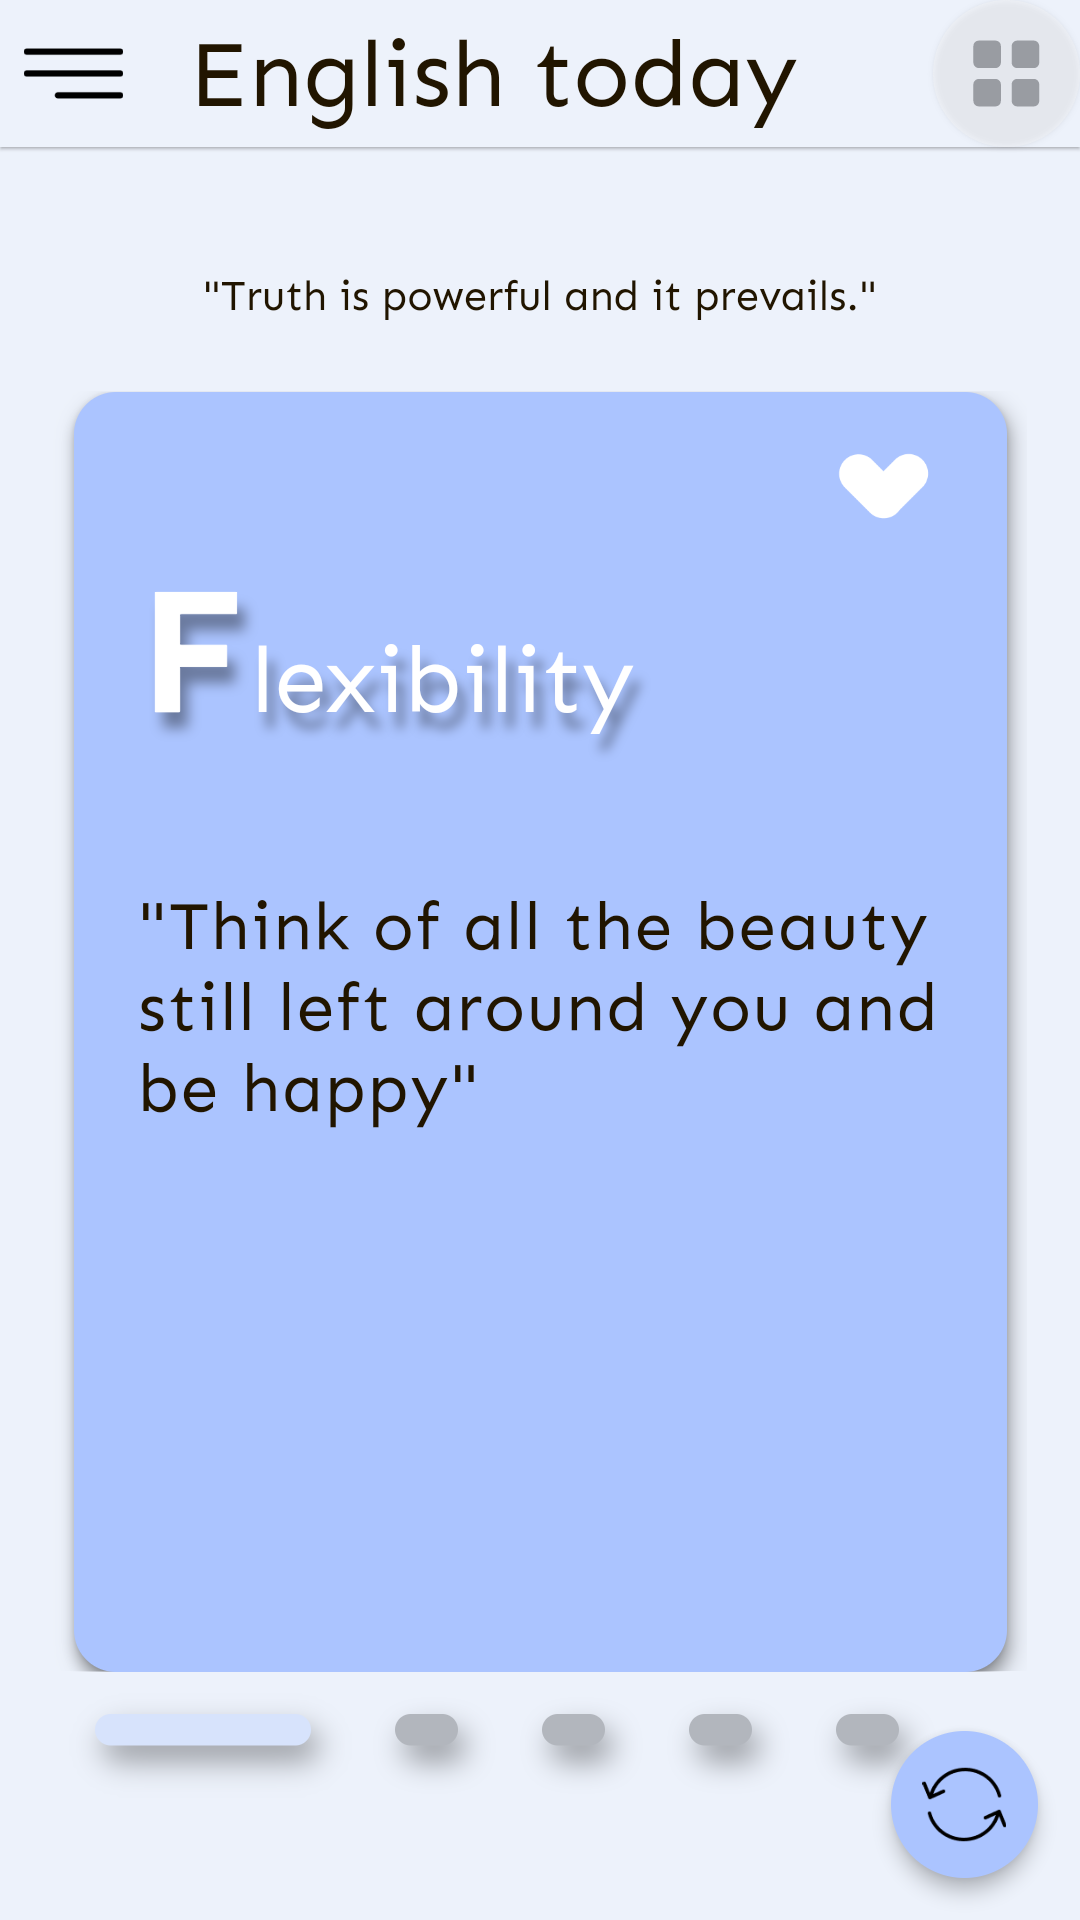 English today
"Truth is powerful and it prevails."
Flexibility
"Think of all the beauty
still left around you and
be happy"